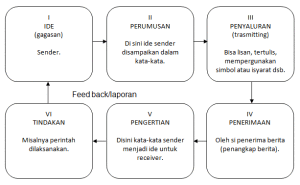 I
IDE
(gagasan)
Sender.
II
PERUMUSAN
Di sini ide sender
disampaikan dalam
kata-kata.
III
PENYALURAN
(trasmitting)
Bisa lisan, tertulis,
mempergunakan
simbol atau isyarat dsb.
Feed back/laporan
VI
TINDAKAN
Misalnya perintah
dilaksanakan.
V
PENGERTIAN
Disini kata-kata sender
menjadi ide untuk
receiver.
IV
PENERIMAAN
Oleh si penerima berita
(penangkap berita).